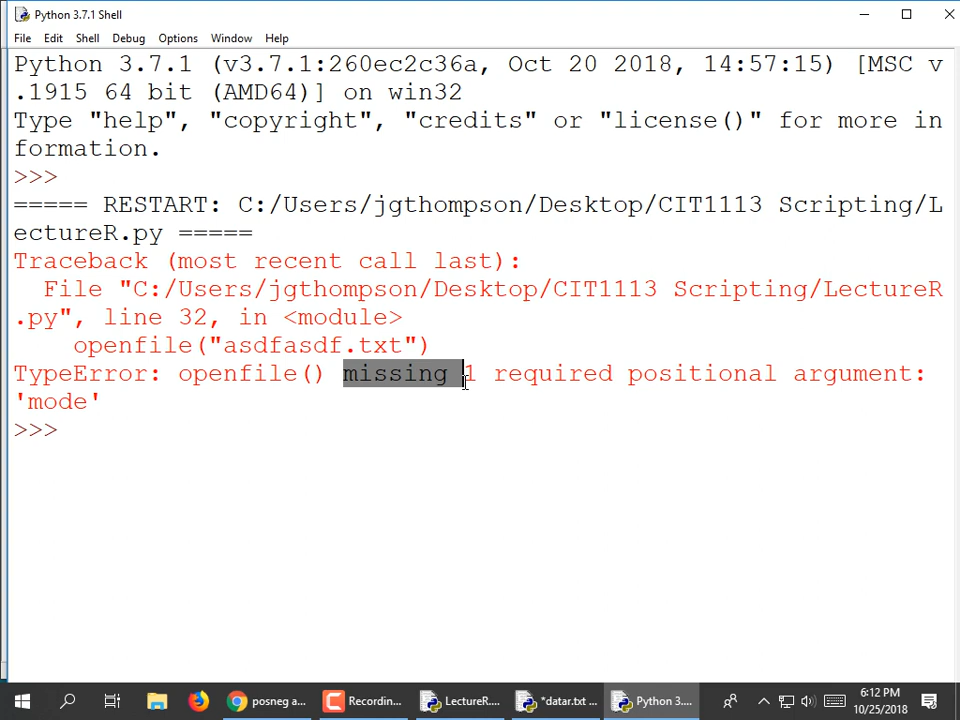 Python 3.7.1 Shell
File Edit Shell Debug Options Window Help
Python 3.7.1 (v3.7.1:260ec2c36a, Oct 20 2018, 14:57:15) [MSC v
.1915 64 bit (AMD64)] on win32
Type "help", "copyright", "credits" or "license()" for more in
formation.
>>>
===== RESTART: C:/Users/jgthompson/Desktop/CIT1113 Scripting/L
ectureR.py =====
Traceback (most recent call last):
  File "C:/Users/jgthompson/Desktop/CIT1113 Scripting/LectureR
.py", line 32, in <module>
    openfile("asdfasdf.txt")
TypeError: openfile() missing 1 required positional argument:
'mode'
>>>
posneg a... Recordin... LectureR.... *datar.txt ... Python 3.... 6:12 PM
10/25/2018